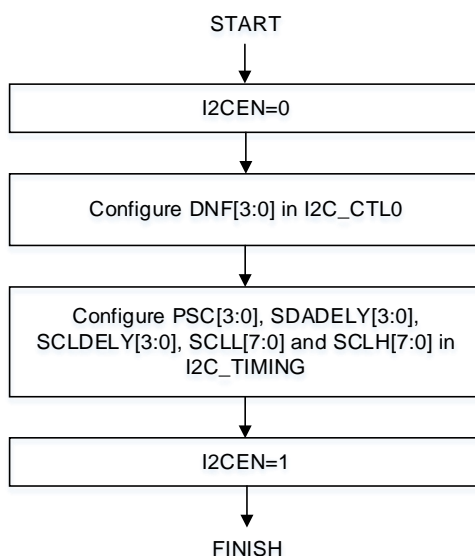 START
I2CEN=0
Configure DNF[3:0] in I2C_CTL0
Configure PSC[3:0], SDADELY[3:0],
SCLDELY[3:0], SCLL[7:0] and SCLH[7:0] in
I2C_TIMING
I2CEN=1
FINISH